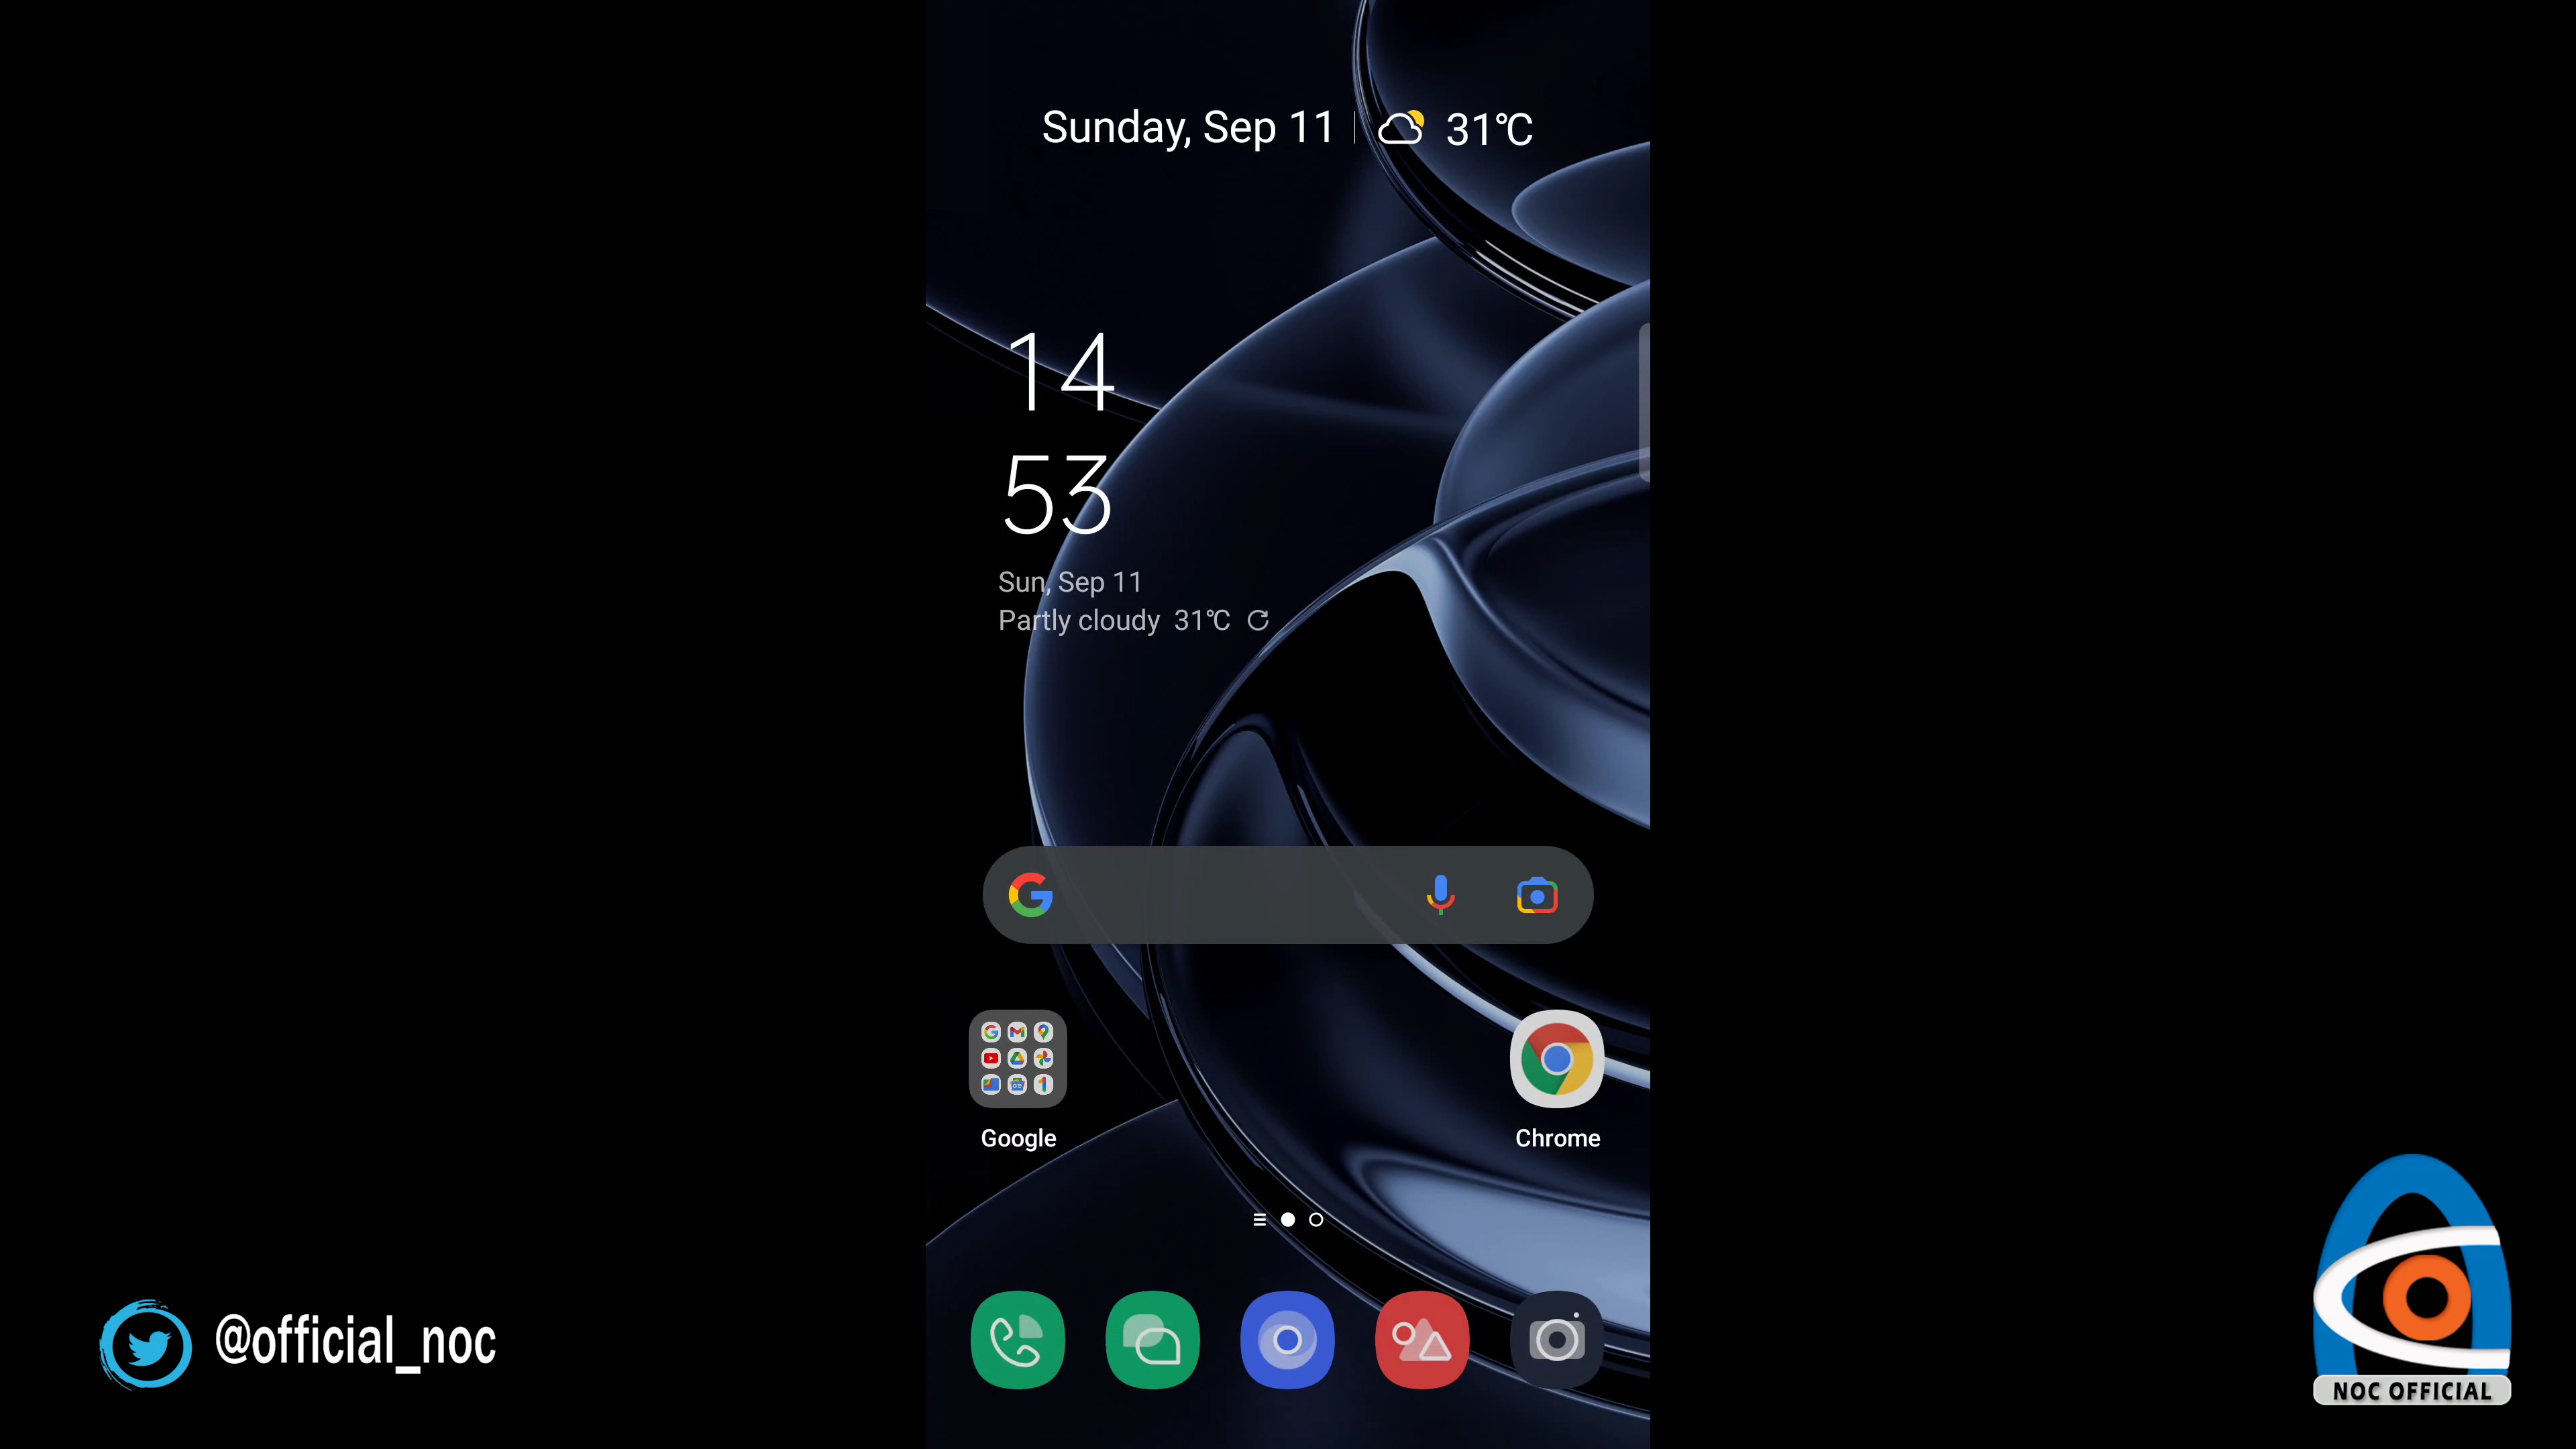 Sunday, Sep 11 31°C
14
53
Sun, Sep 11
Partly cloudy 31°C
Google
Chrome
@official_noc
NOC OFFICIAL